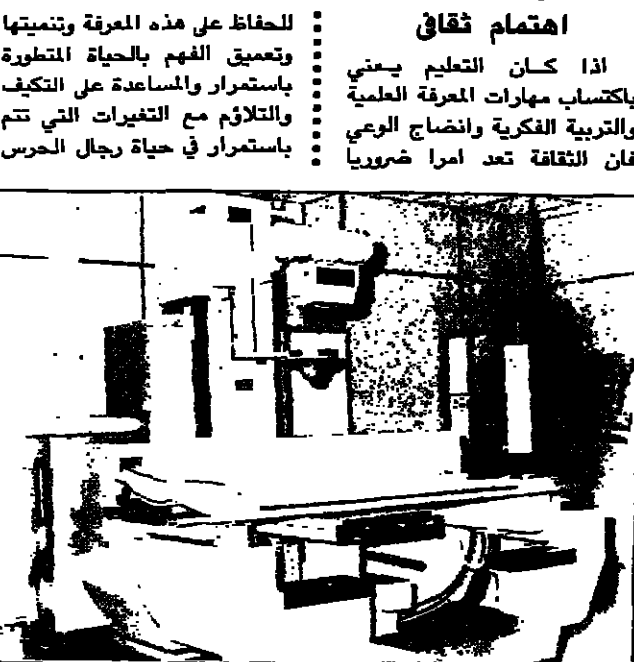 اهتمام ثقافي
اذا كان التعليم يعني
باكتساب مهارات المعرفة العلمية
والتربية الفكرية وانضاج الوعي
فان الثقافة تعد امرا ضروريا
للحفاظ على هذه المعرفة وتنميتها
وتعميق الفهم بالحياة المتطورة
باستمرار والمساعدة على التكيف
والتلاؤم مع التغيرات التي تتم
باستمرار في حياة رجال الحرس